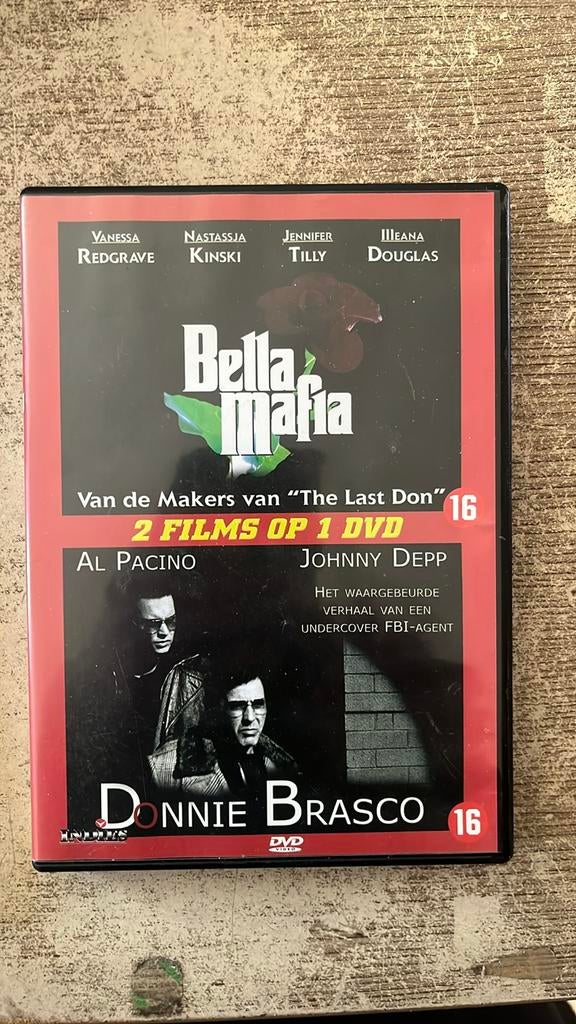 Vanessa Nastassja Jennifer Illeana
Redgrave Kinski Tilly Douglas
Bella
mafia
Van de Makers van "The Last Don"
16
2 FILMS OP 1 DVD
Al Pacino Johnny Depp
Het waargebeurde
verhaal van een
undercover FBI-agent
Donnie Brasco
16
INDIES
DVD
VIDEO